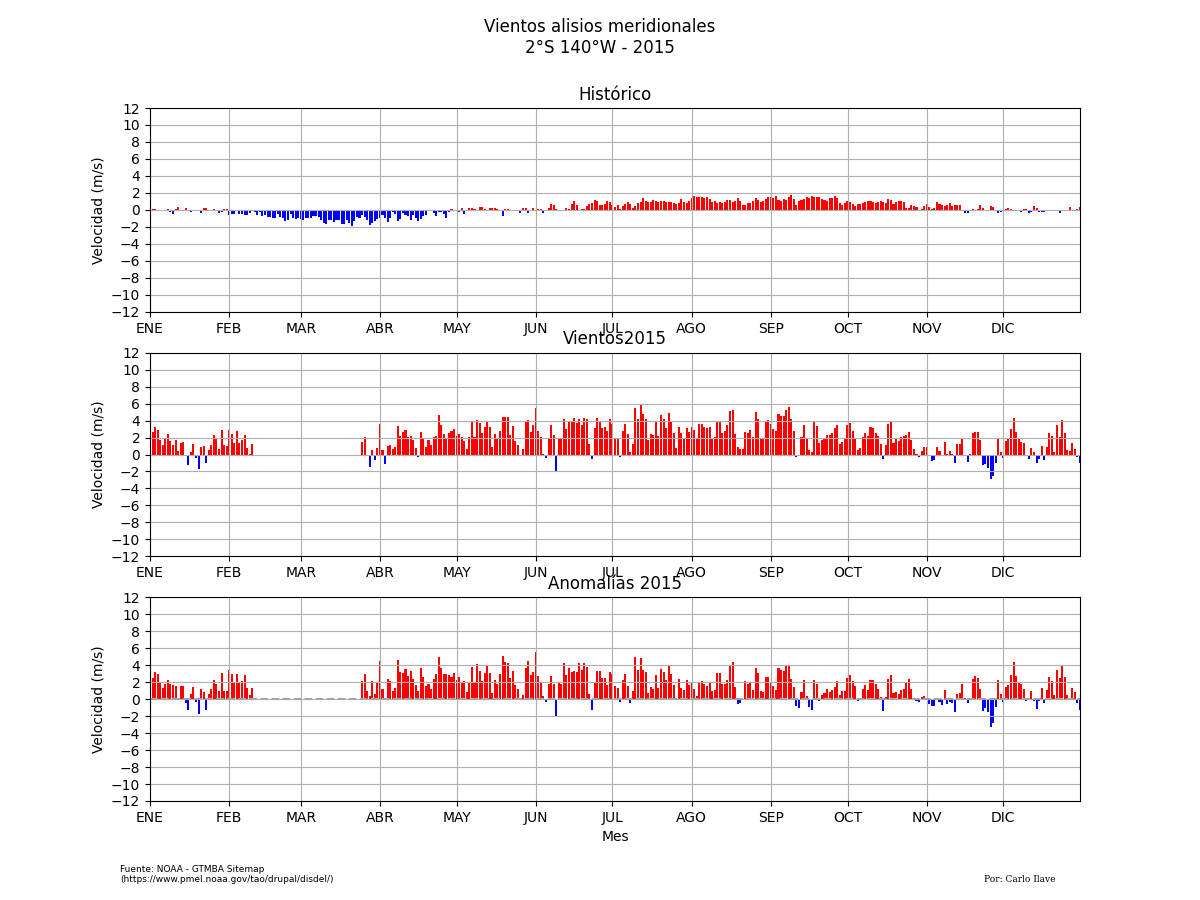 Vientos alisios meridionales
2°S 140°W - 2015
Histórico
12
10
8
6
4
2
0
−2
−4
−6
−8
−10
−12
Velocidad (m/s)
ENE FEB MAR ABR MAY JUN JUL AGO SEP OCT NOV DIC
Vientos2015
12
10
8
6
4
2
0
−2
−4
−6
−8
−10
−12
Velocidad (m/s)
ENE FEB MAR ABR MAY JUN JUL AGO SEP OCT NOV DIC
Anomalías 2015
12
10
8
6
4
2
0
−2
−4
−6
−8
−10
−12
Velocidad (m/s)
ENE FEB MAR ABR MAY JUN JUL AGO SEP OCT NOV DIC
Mes
Fuente: NOAA - GTMBA Sitemap
(https://www.pmel.noaa.gov/tao/drupal/disdel/)
Por: Carlo Ilave